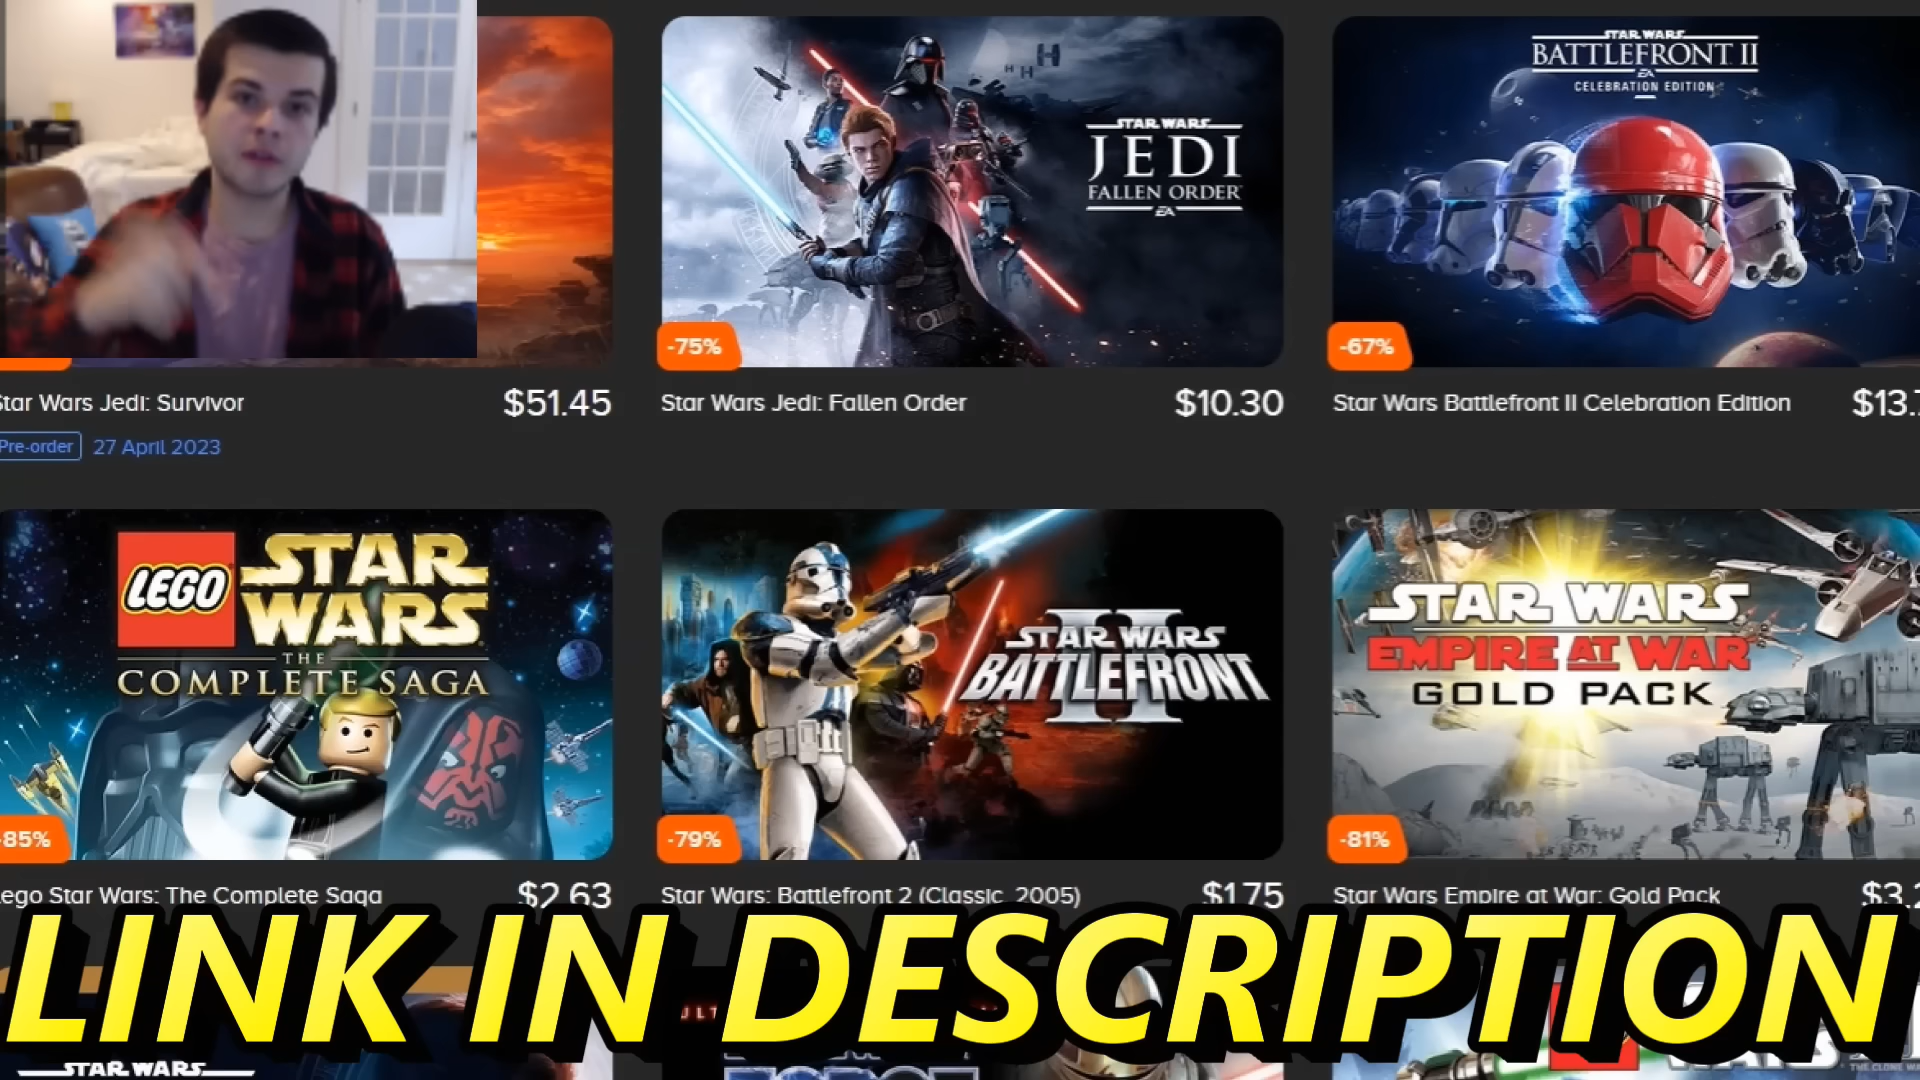 STAR WARS
JEDI
FALLEN ORDER
EA
STAR WARS
BATTLEFRONT II
EA
CELEBRATION EDITION
-75%
-67%
Star Wars Jedi: Survivor
$51.45
Star Wars Jedi: Fallen Order
$10.30
Star Wars Battlefront II Celebration Edition
$13.
Pre-order
27 April 2023
LEGO
STAR
WARS
THE
COMPLETE SAGA
II
STAR WARS
BATTLEFRONT
STAR WARS
EMPIRE AT WAR
GOLD PACK
-85%
-79%
-81%
ego Star Wars: The Complete Saga
$2.63
Star Wars: Battlefront 2 (Classic, 2005)
$1.75
Star Wars Empire at War: Gold Pack
$3.2
LINK IN DESCRIPTION
STAR WARS